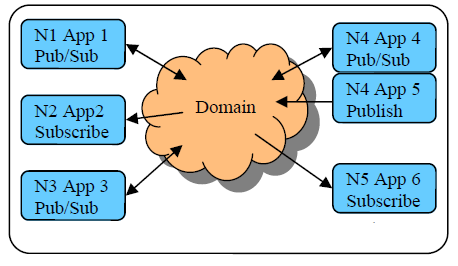 N1 App 1
Pub/Sub
N2 App2
Subscribe
N3 App 3
Pub/Sub
Domain
N4 App 4
Pub/Sub
N4 App 5
Publish
N5 App 6
Subscribe